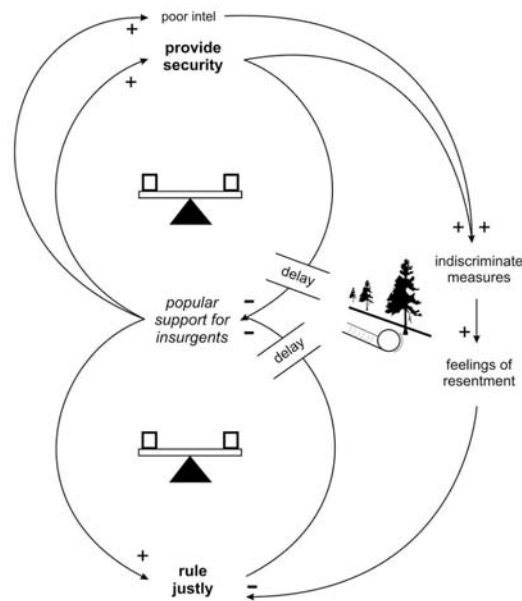 poor intel
+
provide
security
+
+ +
delay
indiscriminate
measures
popular
support for
insurgents
-
-
delay
+
feelings of
resentment
+
rule
justly
-